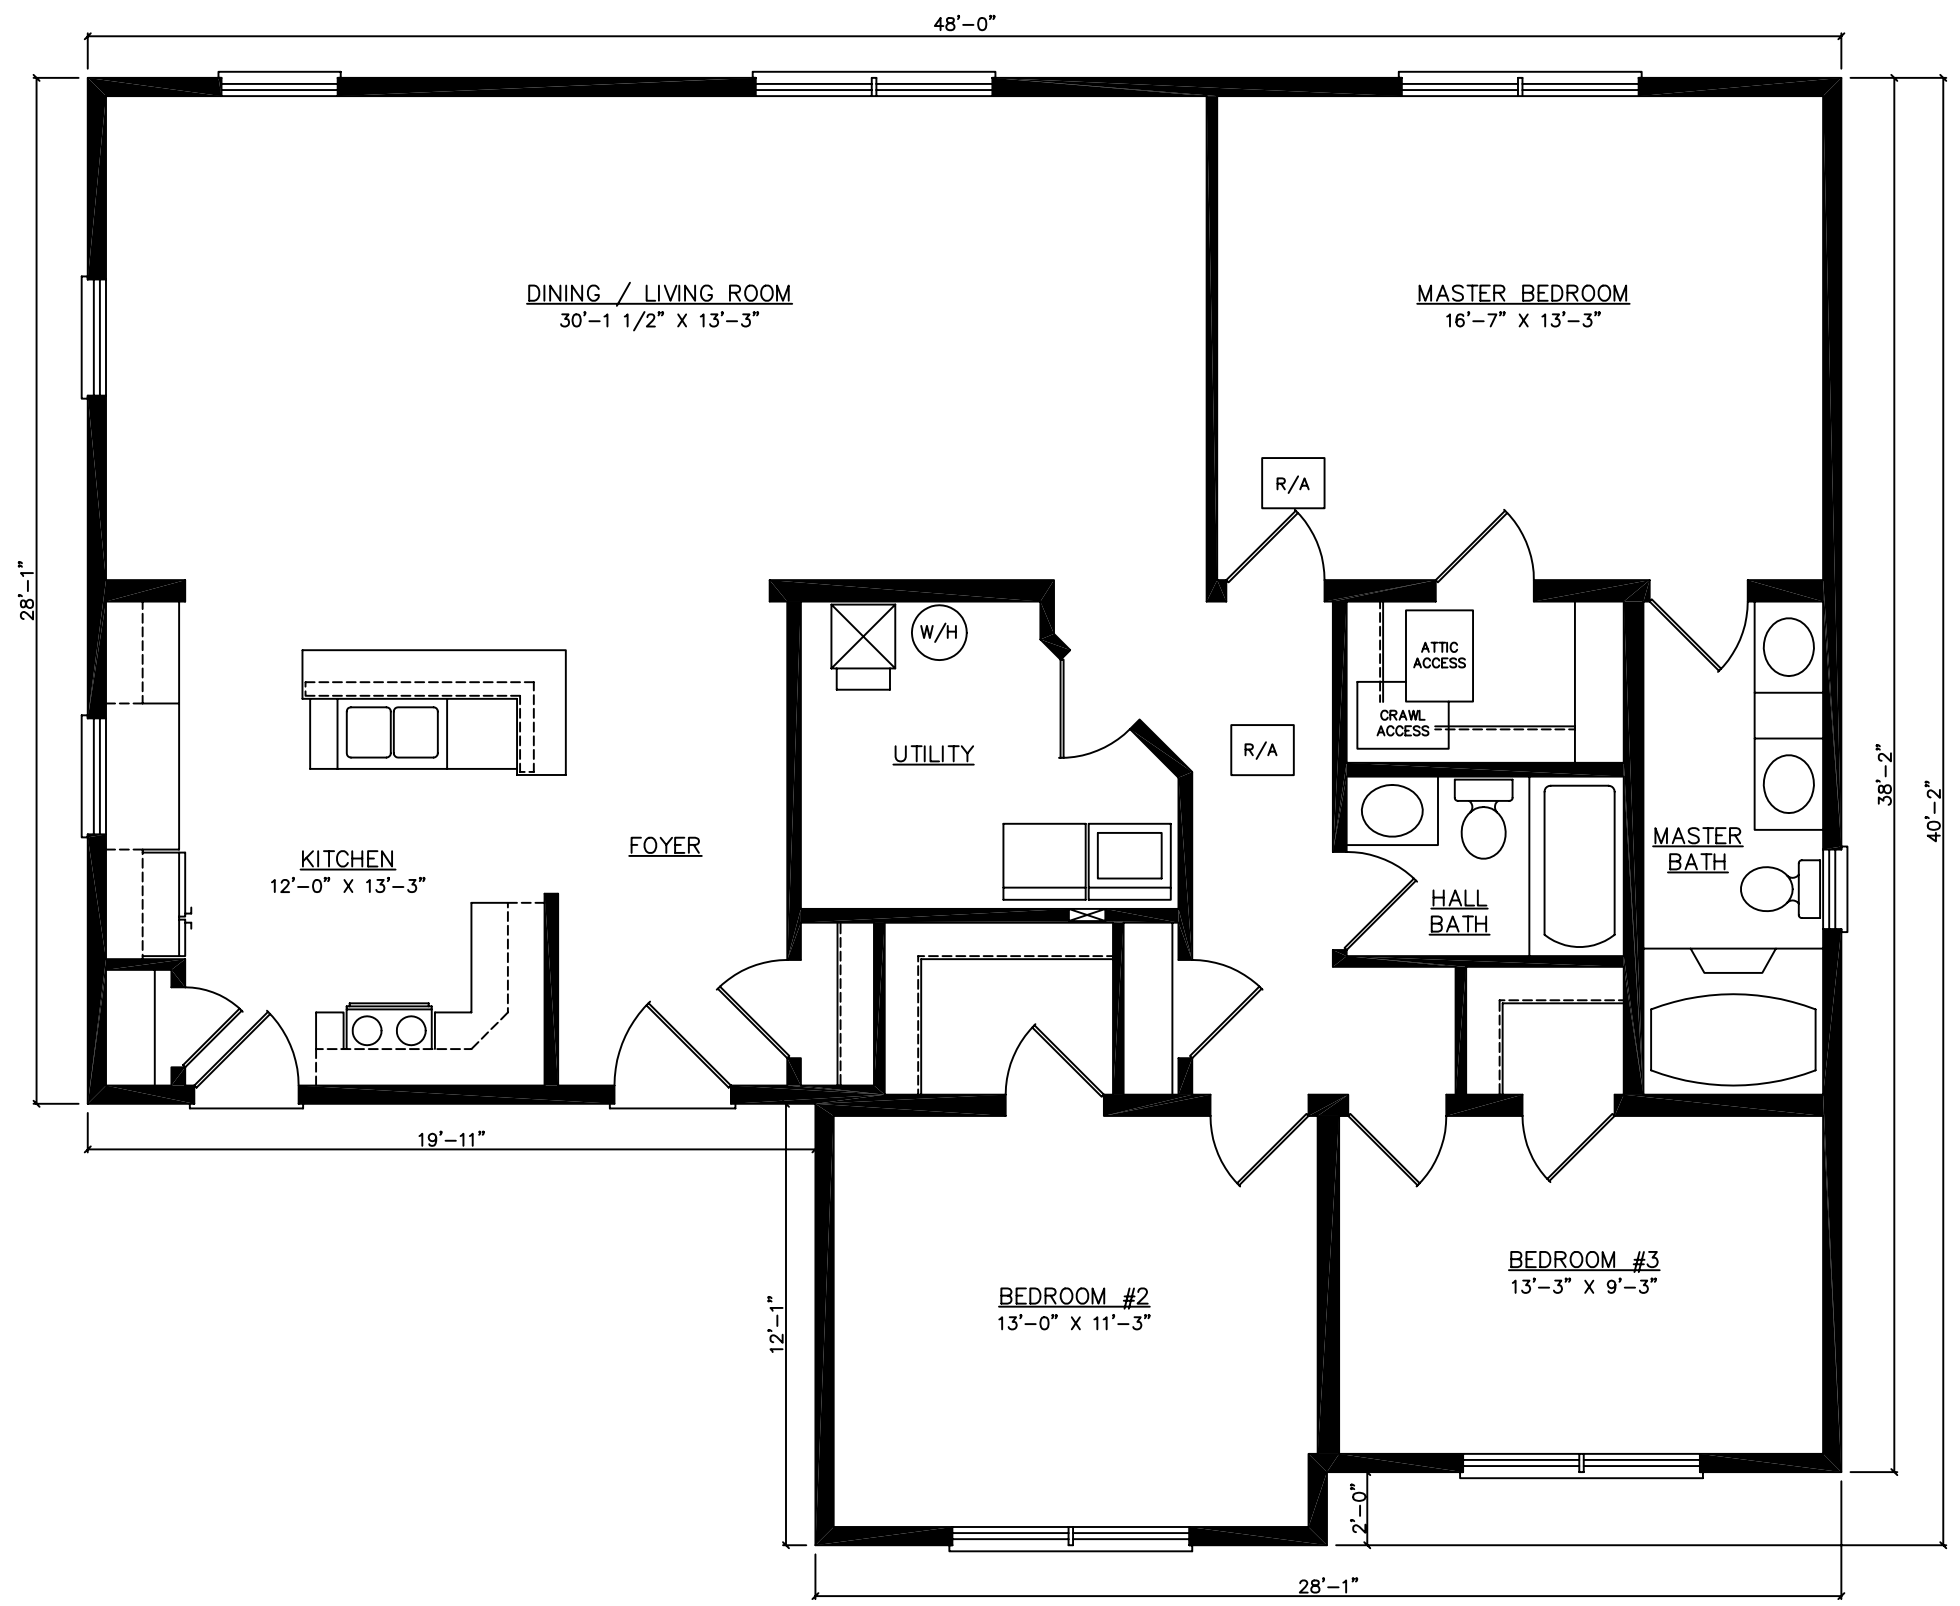 48'-0"
DINING / LIVING ROOM
30'-1 1/2" X 13'-3"
MASTER BEDROOM
16'-7" X 13'-3"
R/A
28'-1"
W/H
ATTIC
ACCESS
CRAWL
ACCESS
UTILITY
R/A
38'-2"
40'-2"
KITCHEN
12'-0" X 13'-3"
FOYER
MASTER
BATH
HALL
BATH
19'-11"
BEDROOM #2
13'-0" X 11'-3"
BEDROOM #3
13'-3" X 9'-3"
12'-1"
2'-0"
28'-1"